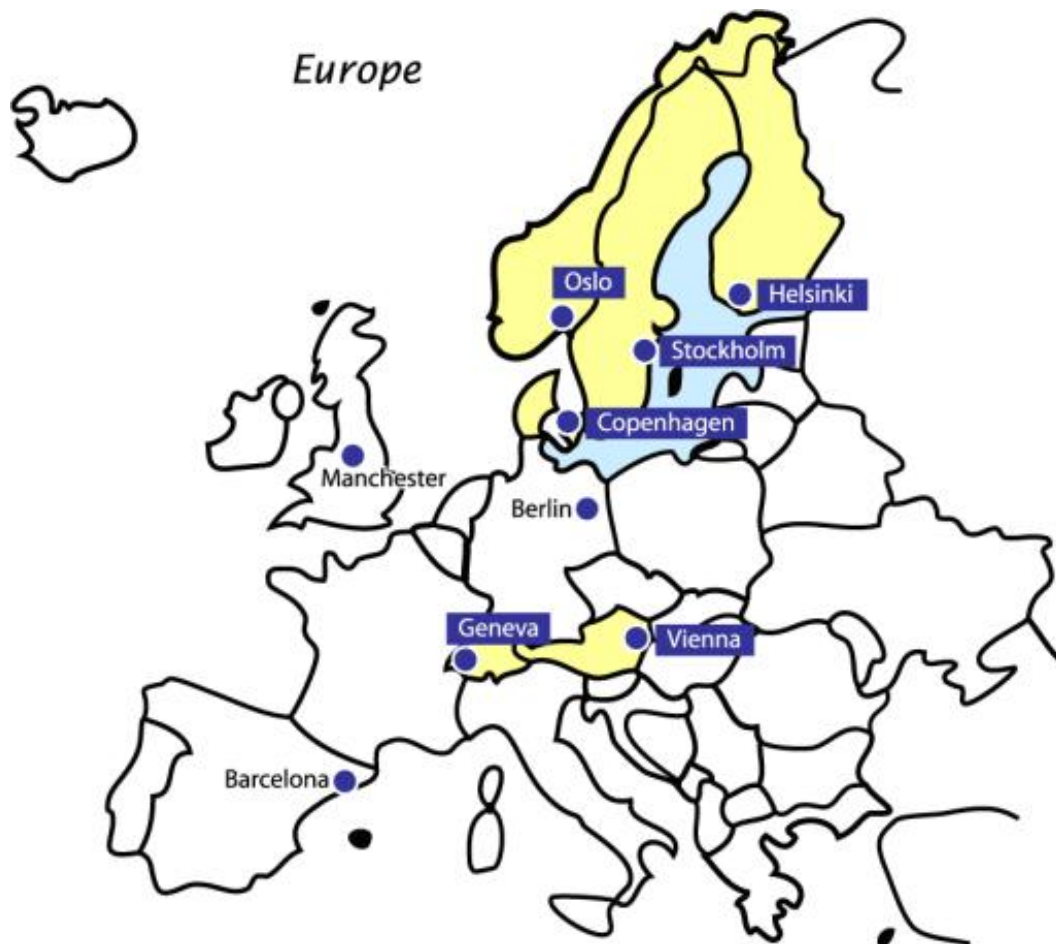 Europe
Oslo
Helsinki
Stockholm
Copenhagen
Manchester
Berlin
Geneva
Vienna
Barcelona